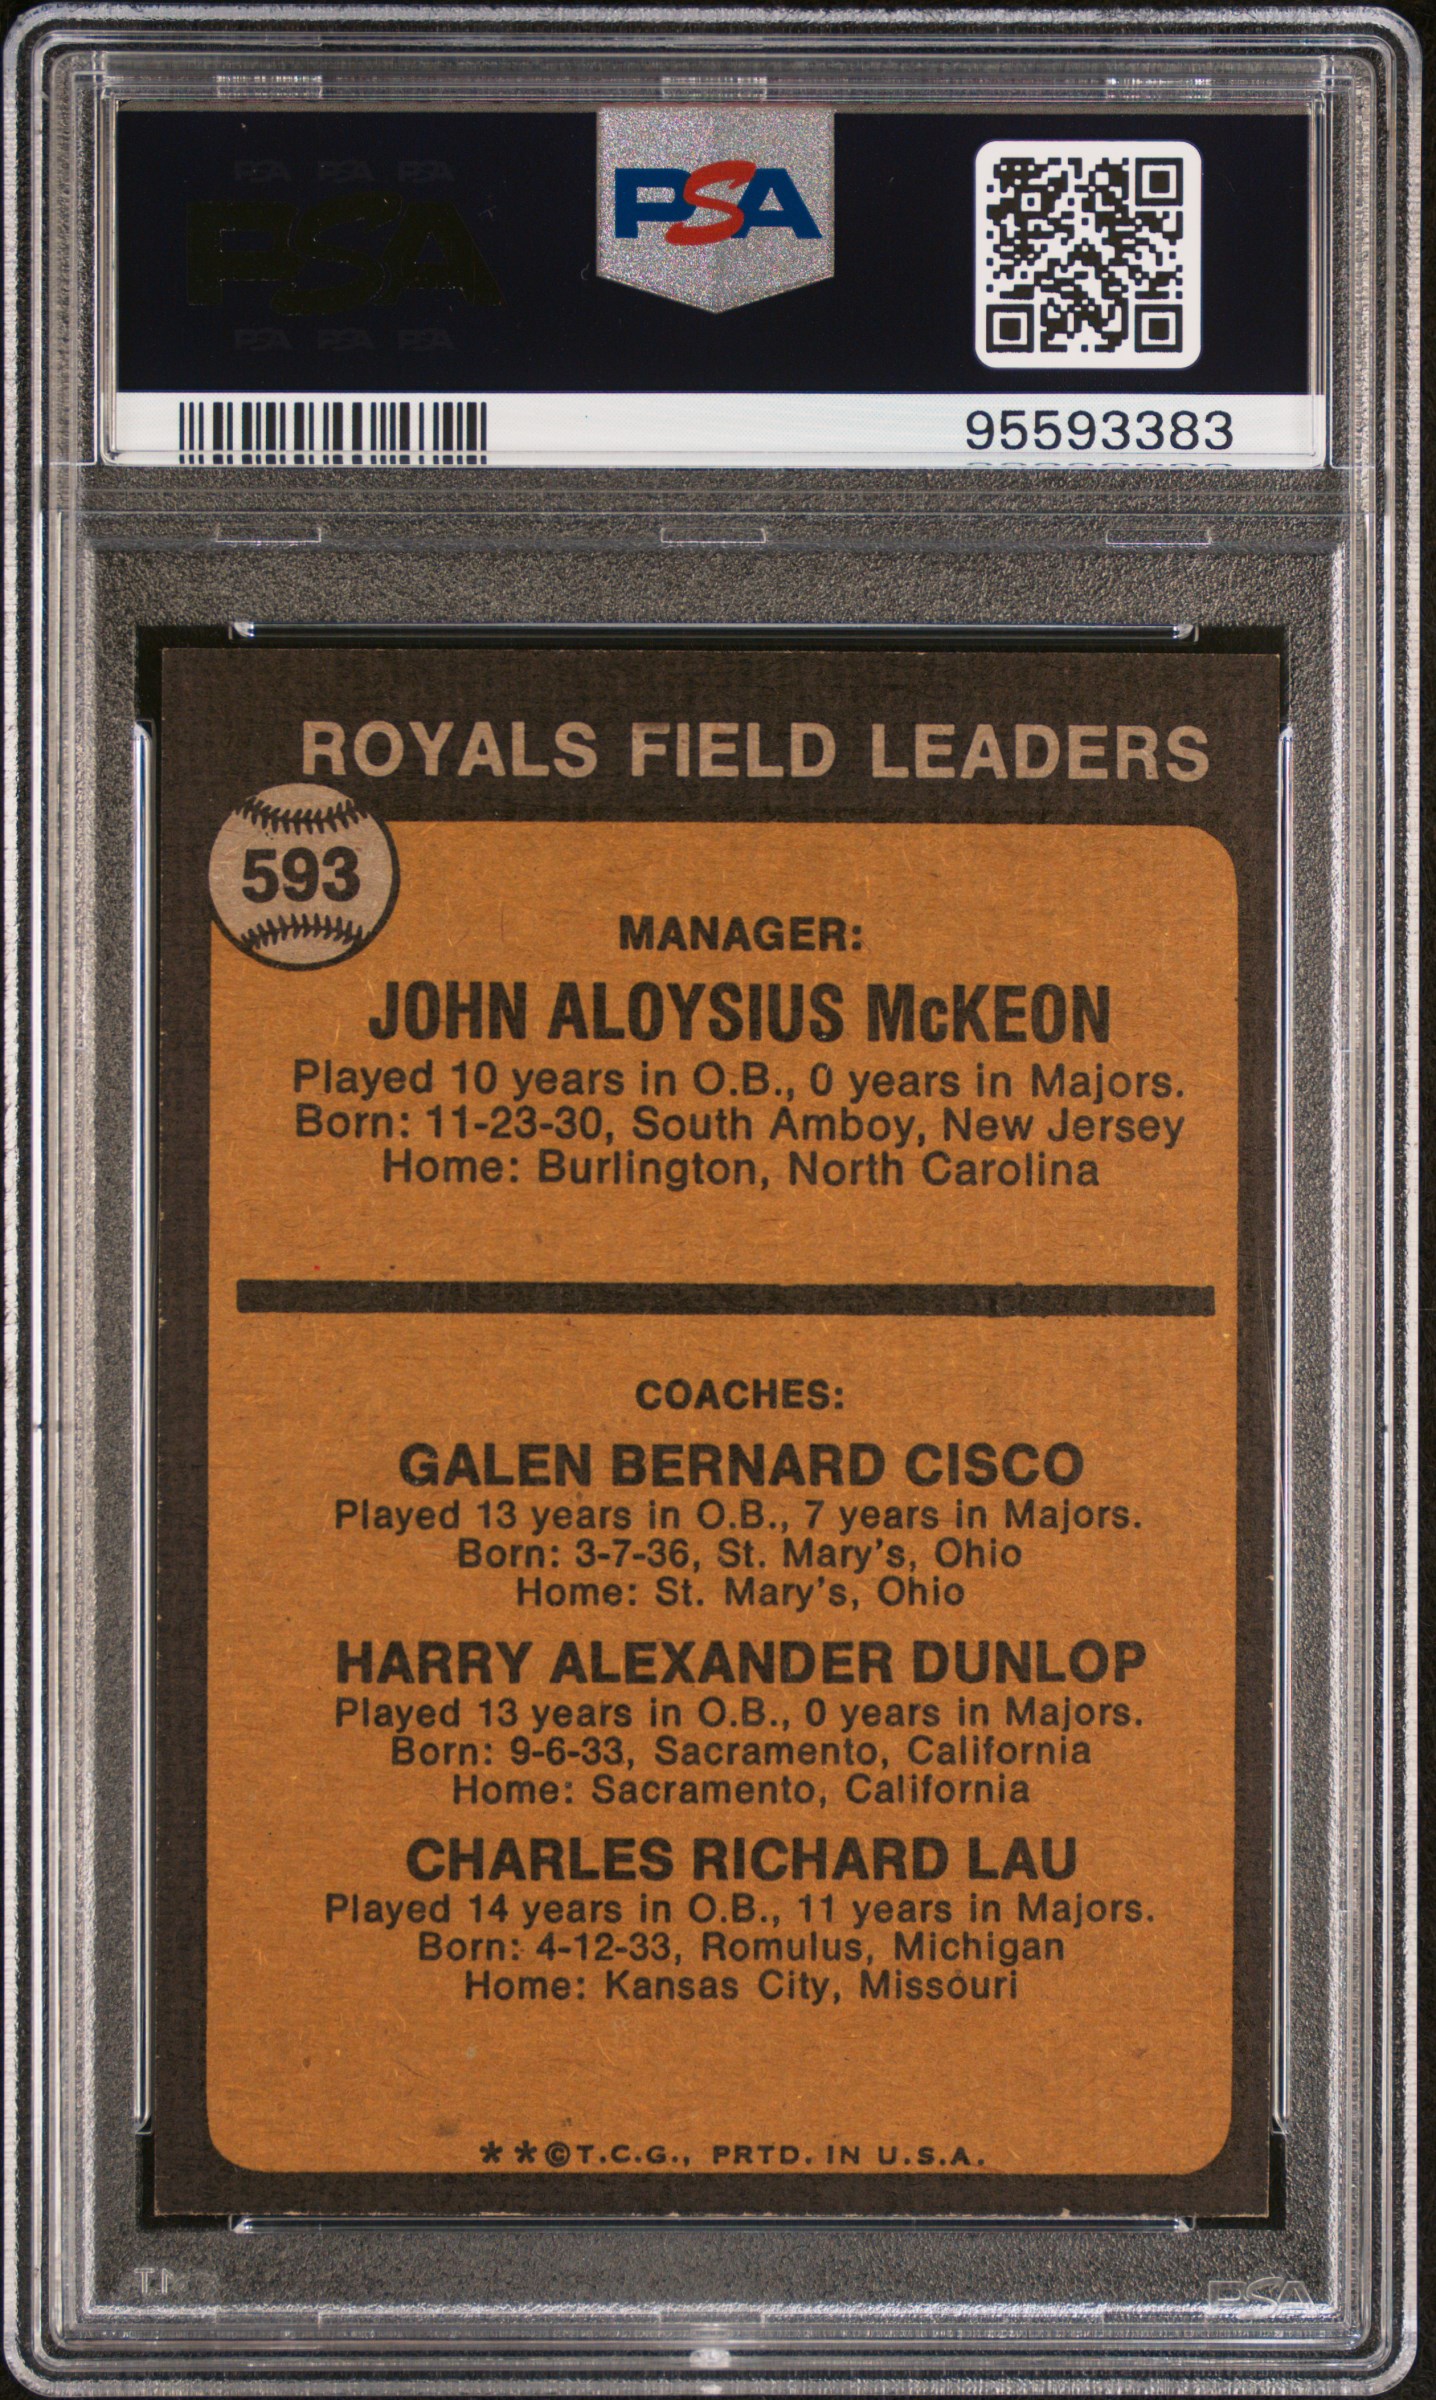 PSA PSA PSA
PSA
PSA PSA PSA
PSA
95593383
ROYALS FIELD LEADERS
593
MANAGER:
JOHN ALOYSIUS McKEON
Played 10 years in O.B., 0 years in Majors.
Born: 11-23-30, South Amboy, New Jersey
Home: Burlington, North Carolina
COACHES:
GALEN BERNARD CISCO
Played 13 years in O.B., 7 years in Majors.
Born: 3-7-36, St. Mary's, Ohio
Home: St. Mary's, Ohio
HARRY ALEXANDER DUNLOP
Played 13 years in O.B., 0 years in Majors.
Born: 9-6-33, Sacramento, California
Home: Sacramento, California
CHARLES RICHARD LAU
Played 14 years in O.B., 11 years in Majors.
Born: 4-12-33, Romulus, Michigan
Home: Kansas City, Missouri
**©T.C.G., PRTD. IN U.S.A.
PSA